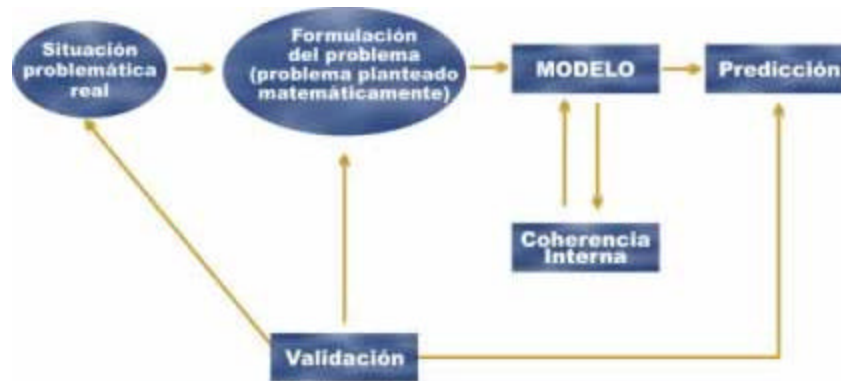 Situación
problemática
real
Formulación
del problema
(problema planteado
matemáticamente)
MODELO
Predicción
Coherencia
Interna
Validación